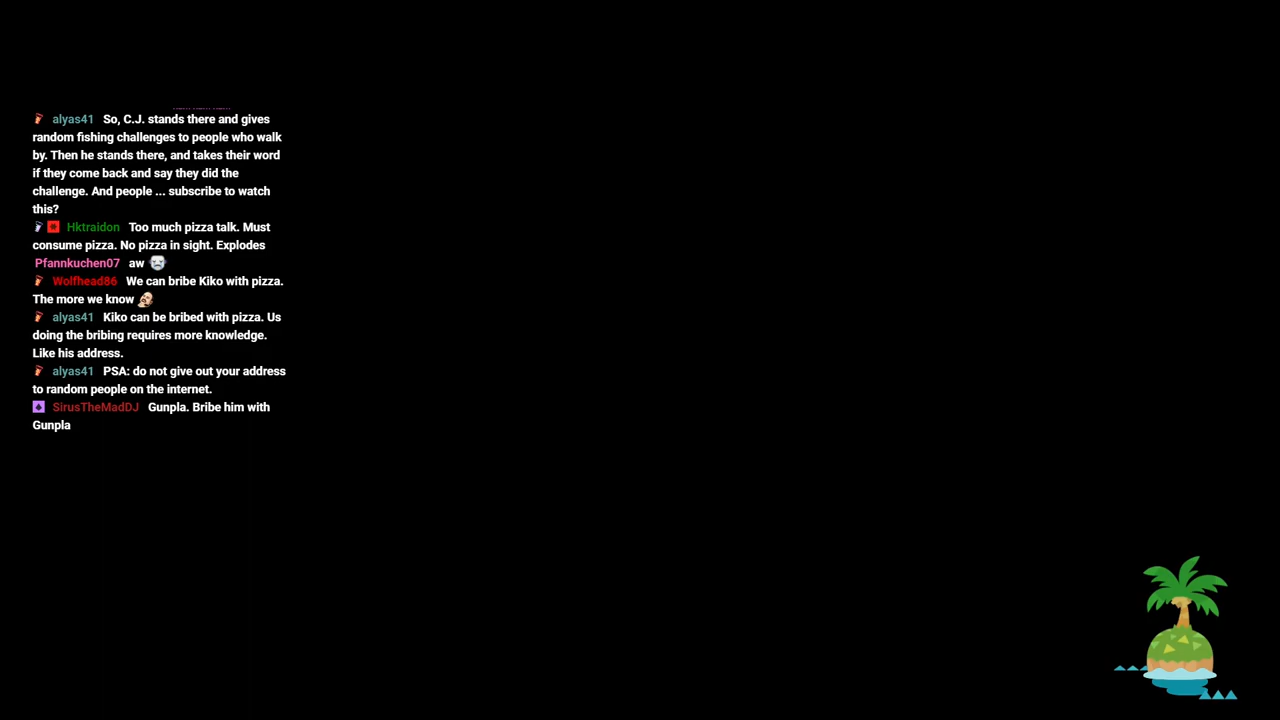 alyas41 So, C.J. stands there and gives
random fishing challenges to people who walk
by. Then he stands there, and takes their word
if they come back and say they did the
challenge. And people ... subscribe to watch
this?
Hktraidon Too much pizza talk. Must
consume pizza. No pizza in sight. Explodes
Pfannkuchen07 aw
Wolfhead86 We can bribe Kiko with pizza.
The more we know
alyas41 Kiko can be bribed with pizza. Us
doing the bribing requires more knowledge.
Like his address.
alyas41 PSA: do not give out your address
to random people on the internet.
SirusTheMadDJ Gunpla. Bribe him with
Gunpla